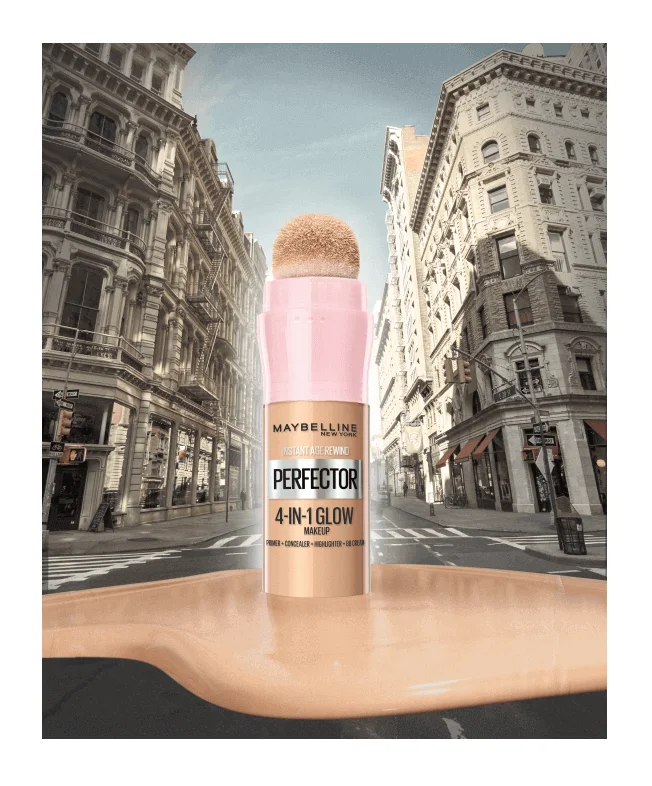 MAYBELLINE
NEW YORK
INSTANT AGE REWIND
PERFECTOR
4-IN-1 GLOW
MAKEUP
PRIMER + CONCEALER + HIGHLIGHTER + BB CREAM